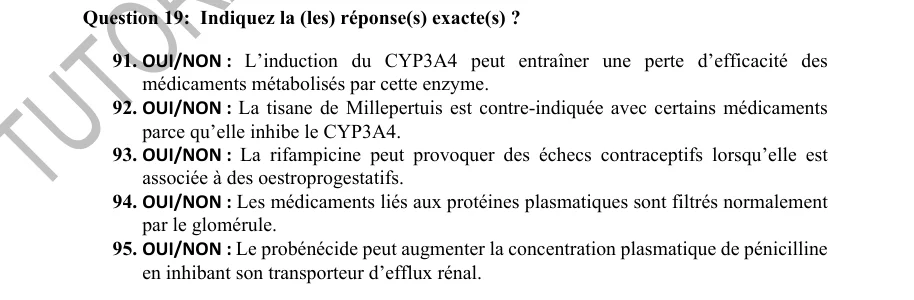 Question 19: Indiquez la (les) réponse(s) exacte(s) ?
91. OUI/NON : L’induction du CYP3A4 peut entraîner une perte d’efficacité des
médicaments métabolisés par cette enzyme.
92. OUI/NON : La tisane de Millepertuis est contre-indiquée avec certains médicaments
parce qu’elle inhibe le CYP3A4.
93. OUI/NON : La rifampicine peut provoquer des échecs contraceptifs lorsqu’elle est
associée à des oestroprogestatifs.
94. OUI/NON : Les médicaments liés aux protéines plasmatiques sont filtrés normalement
par le glomérule.
95. OUI/NON : Le probénécide peut augmenter la concentration plasmatique de pénicilline
en inhibant son transporteur d’efflux rénal.